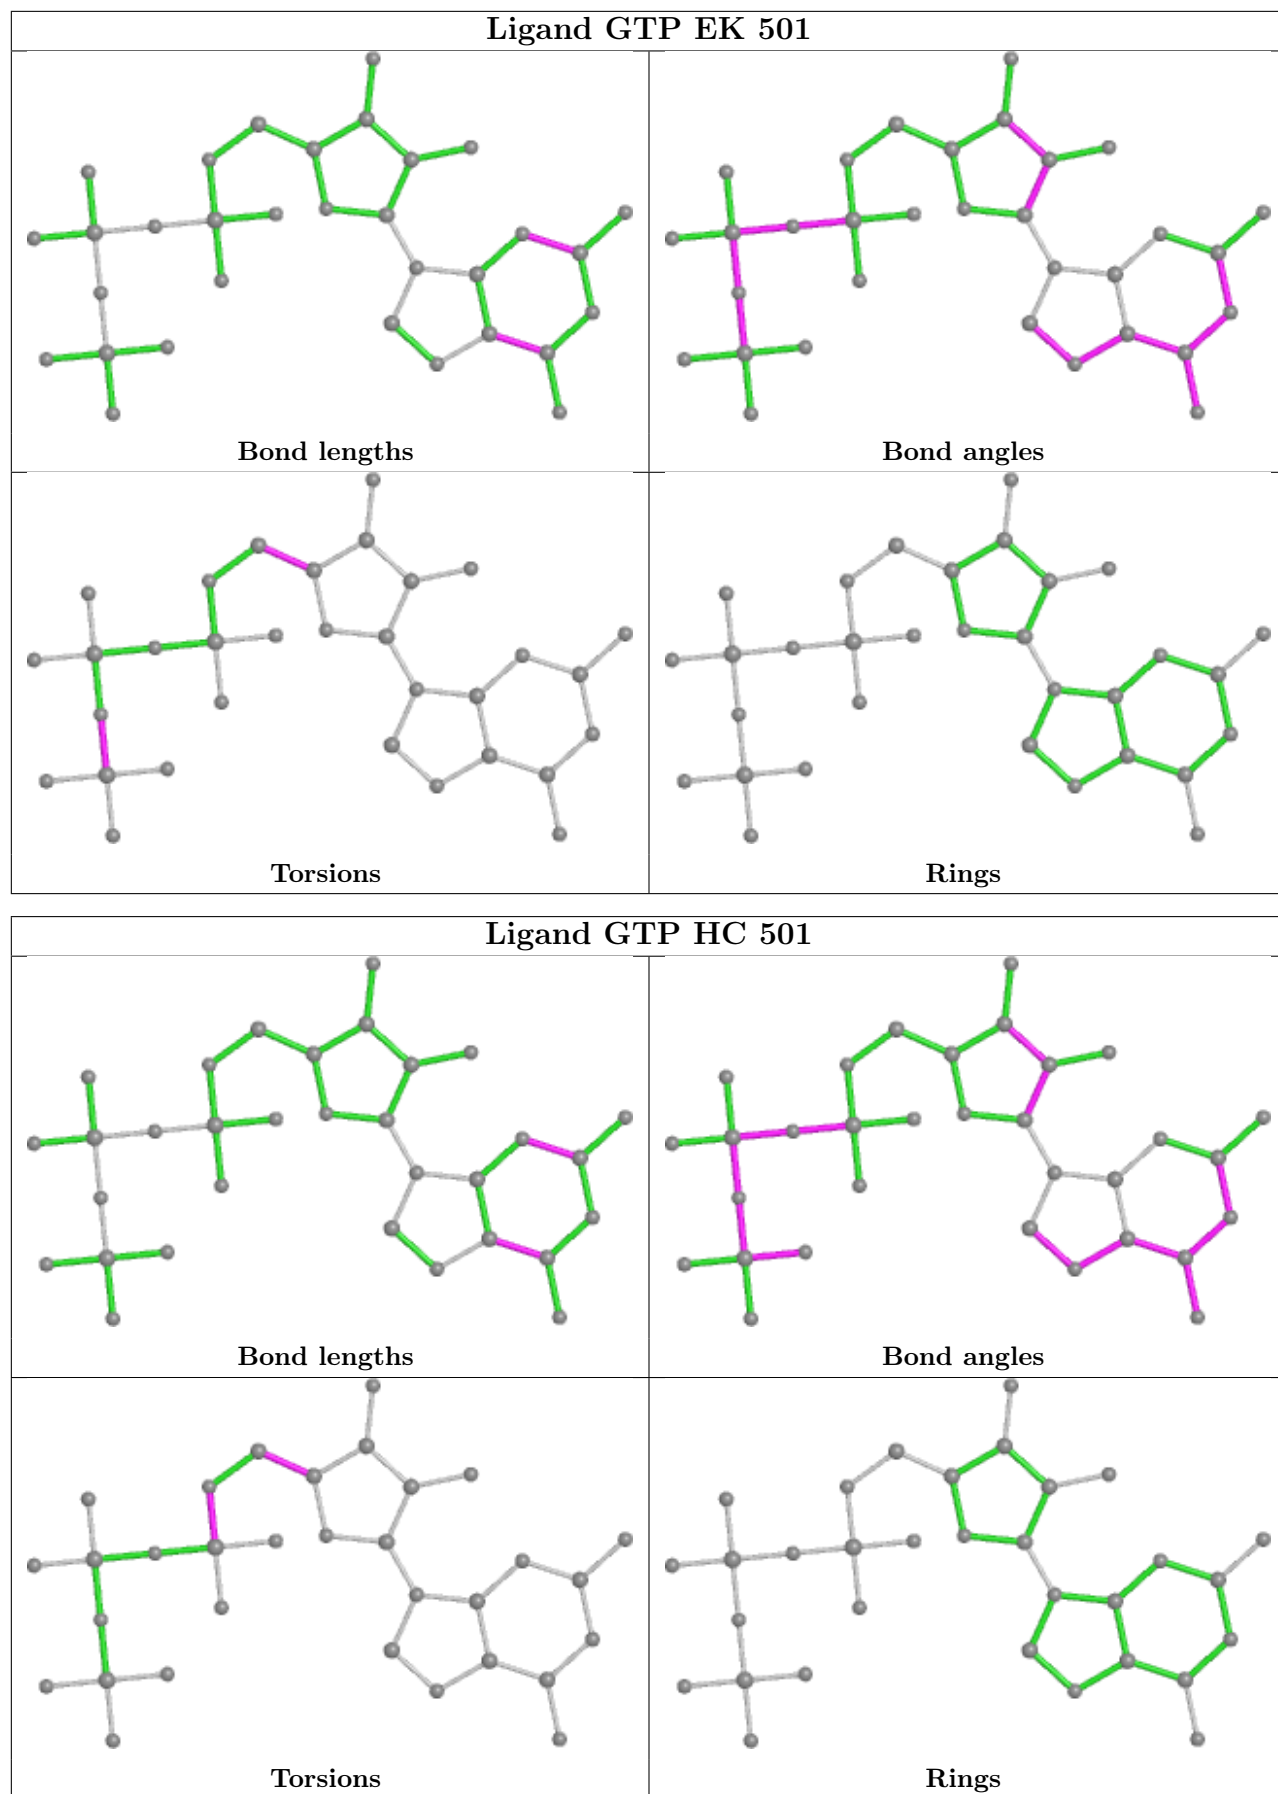 Ligand GTP EK 501
Bond lengths
Bond angles
Torsions
Rings
Ligand GTP HC 501
Bond lengths
Bond angles
Torsions
Rings